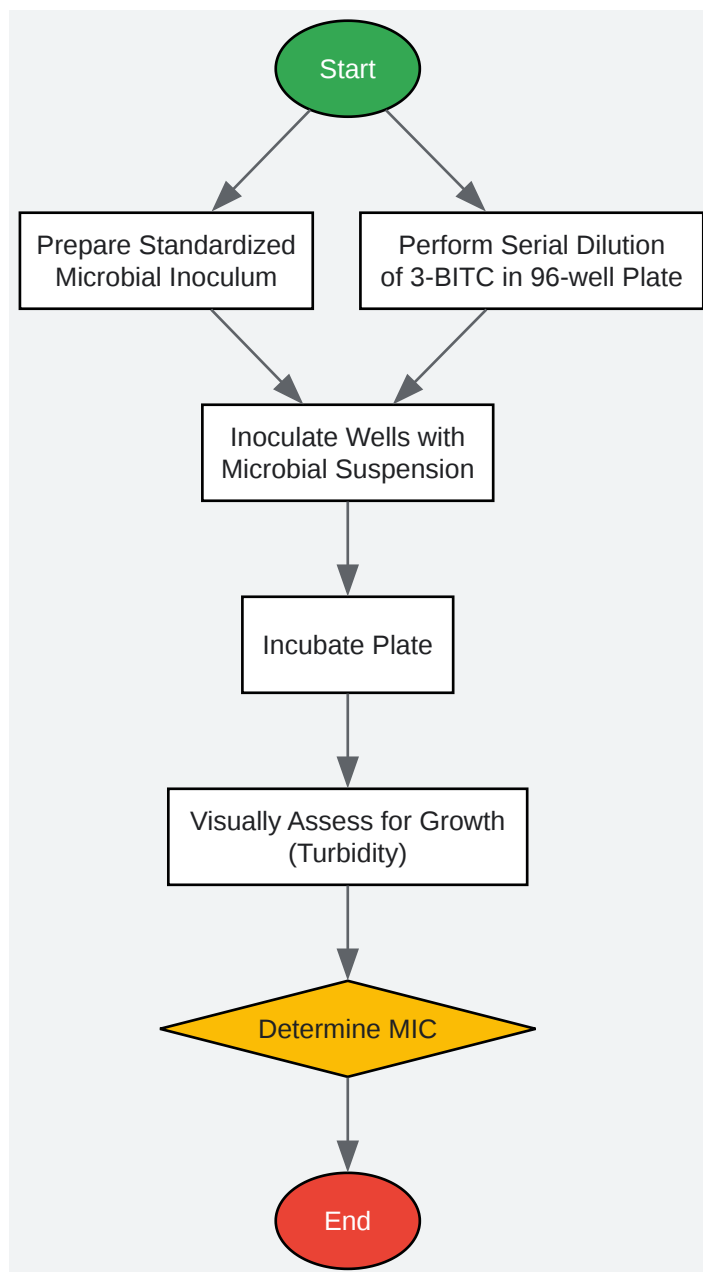 Start
Prepare Standardized
Microbial Inoculum
Perform Serial Dilution
of 3-BITC in 96-well Plate
Inoculate Wells with
Microbial Suspension
Incubate Plate
Visually Assess for Growth
(Turbidity)
Determine MIC
End